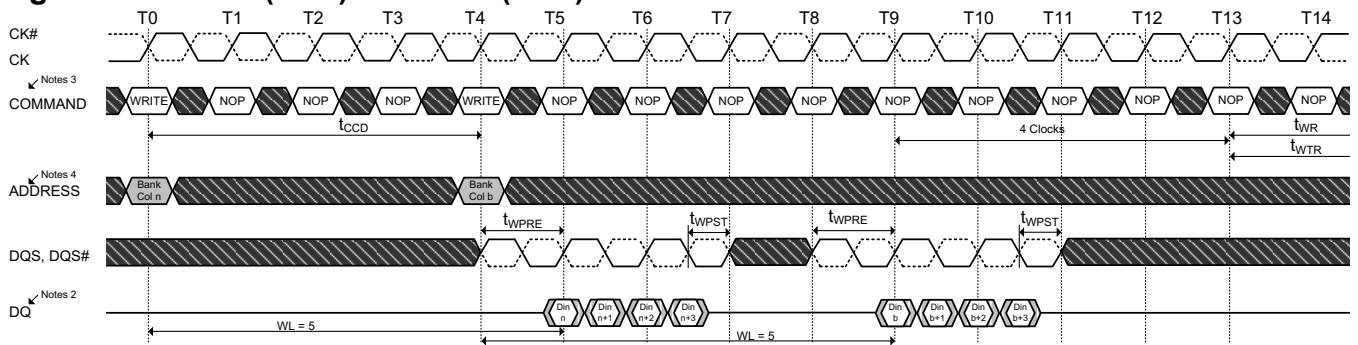 T0 T1 T2 T3 T4 T5 T6 T7 T8 T9 T10 T11 T12 T13 T14
CK#
CK
Notes 3
COMMAND WRITE NOP NOP NOP WRITE NOP NOP NOP NOP NOP NOP NOP NOP NOP NOP
tCCD 4 Clocks tWR
tWTR
Notes 4
ADDRESS Bank Col n Bank Col b
tWPRE tWPST tWPRE tWPST
DQS, DQS#
Notes 2
DQ Din n Din n+1 Din n+2 Din n+3 Din b Din b+1 Din b+2 Din b+3
WL = 5 WL = 5